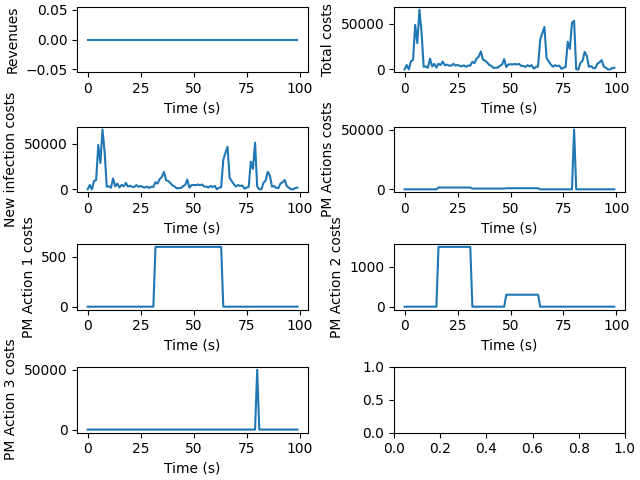 Revenues
0.05
0.00
−0.05
0 25 50 75 100
Time (s)
Total costs
50000
0
0 25 50 75 100
Time (s)
New infection costs
50000
0
0 25 50 75 100
Time (s)
PM Actions costs
50000
0
0 25 50 75 100
Time (s)
PM Action 1 costs
500
0
0 25 50 75 100
Time (s)
PM Action 2 costs
1000
0
0 25 50 75 100
Time (s)
PM Action 3 costs
50000
0
0 25 50 75 100
Time (s)
1.0
0.5
0.0
0.0 0.2 0.4 0.6 0.8 1.0